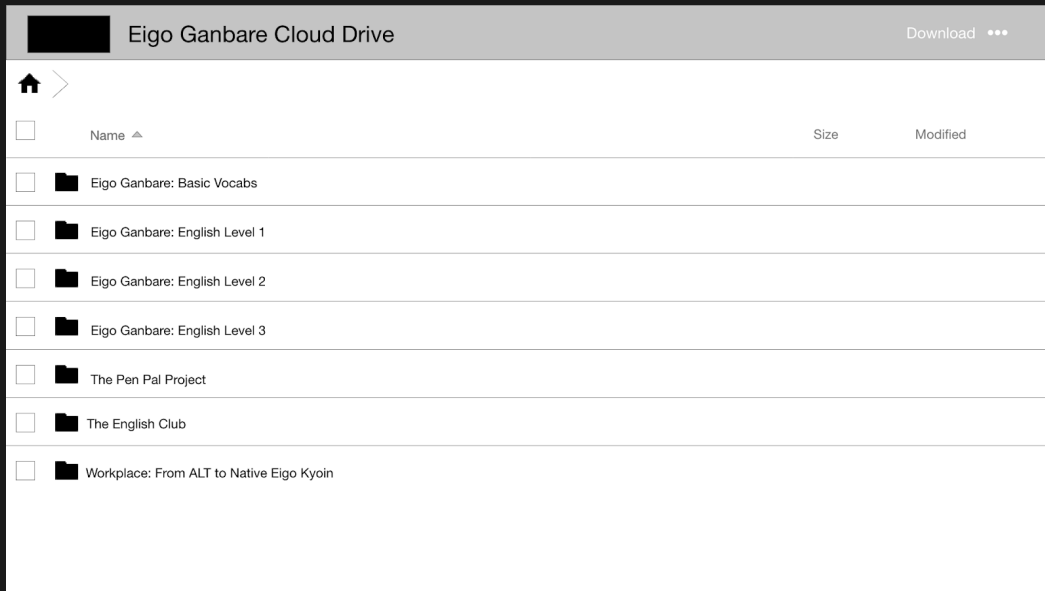 Eigo Ganbare Cloud Drive
Download •••
Name Size Modified
Eigo Ganbare: Basic Vocabs
Eigo Ganbare: English Level 1
Eigo Ganbare: English Level 2
Eigo Ganbare: English Level 3
The Pen Pal Project
The English Club
Workplace: From ALT to Native Eigo Kyoin